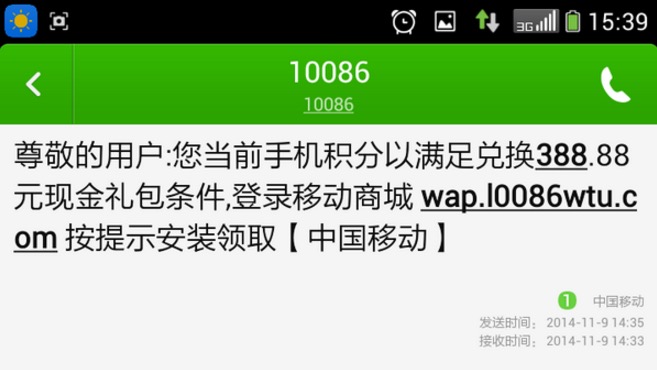 3G 15:39
10086
10086
尊敬的用户:您当前手机积分以满足兑换388.88
元现金礼包条件,登录移动商城 wap.l0086wtu.c
om 按提示安装领取【中国移动】
1 中国移动
发送时间: 2014-11-9 14:35
接收时间: 2014-11-9 14:33